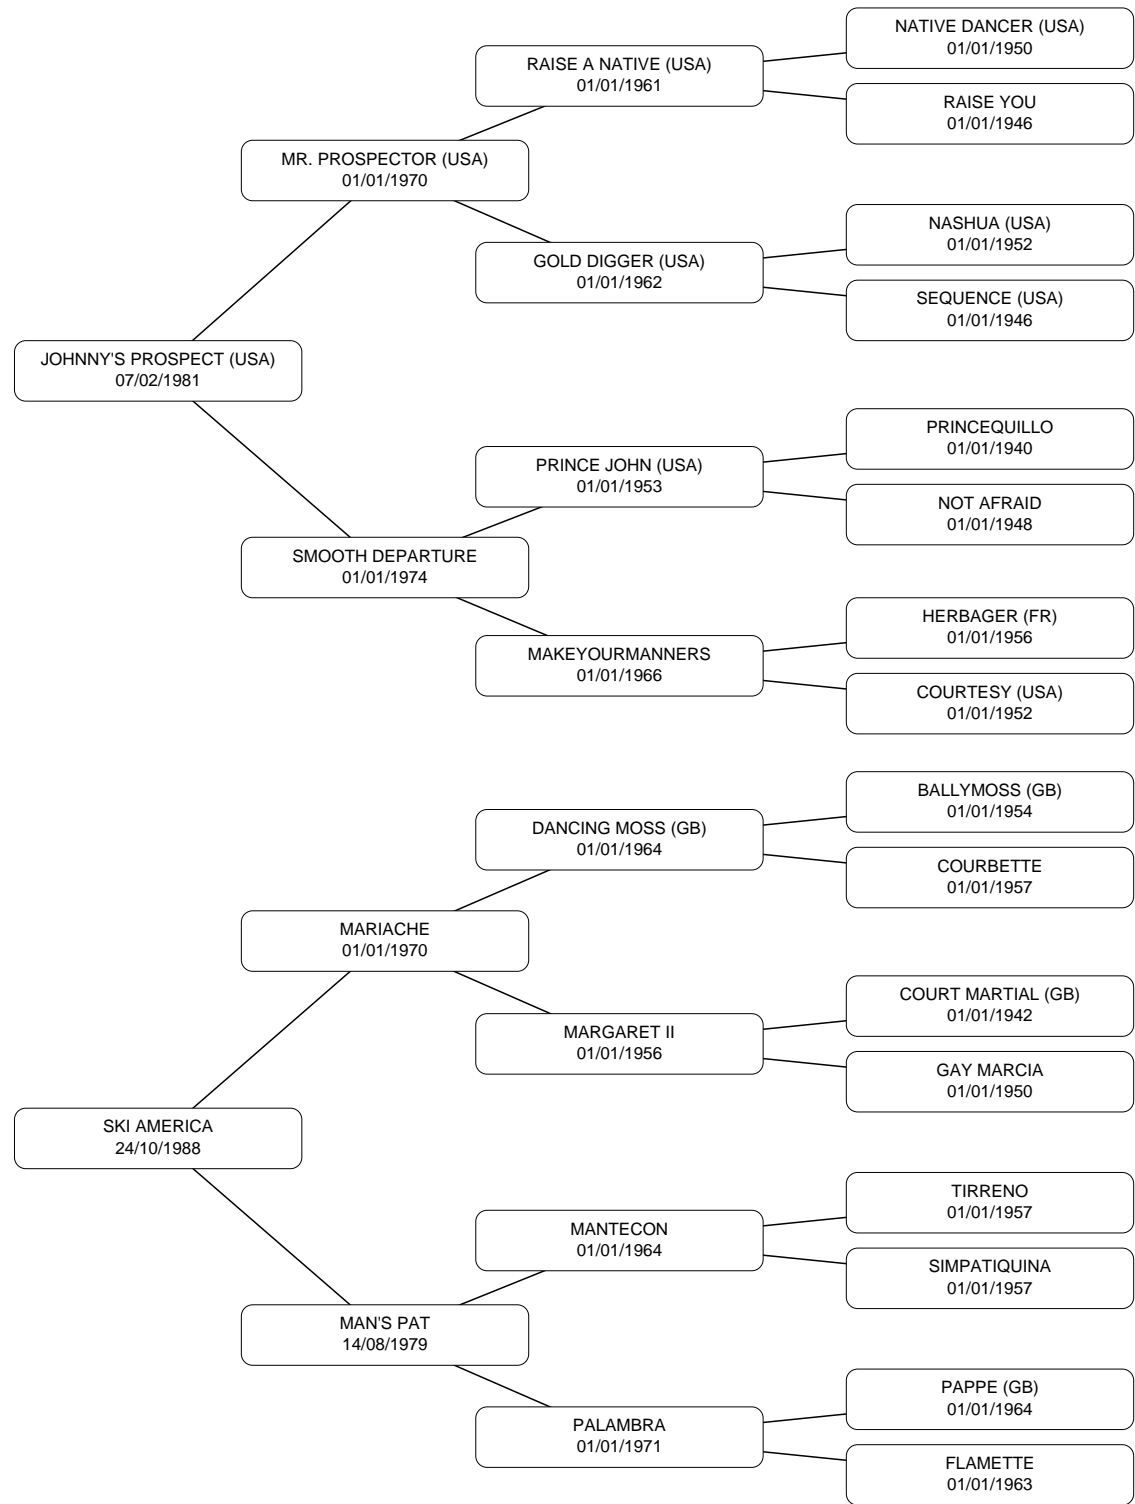 NATIVE DANCER (USA)
01/01/1950
RAISE A NATIVE (USA)
01/01/1961
RAISE YOU
01/01/1946
MR. PROSPECTOR (USA)
01/01/1970
NASHUA (USA)
01/01/1952
GOLD DIGGER (USA)
01/01/1962
SEQUENCE (USA)
01/01/1946
JOHNNY'S PROSPECT (USA)
07/02/1981
PRINCEQUILLO
01/01/1940
PRINCE JOHN (USA)
01/01/1953
NOT AFRAID
01/01/1948
SMOOTH DEPARTURE
01/01/1974
HERBAGER (FR)
01/01/1956
MAKEYOURMANNERS
01/01/1966
COURTESY (USA)
01/01/1952
BALLYMOSS (GB)
01/01/1954
DANCING MOSS (GB)
01/01/1964
COURBETTE
01/01/1957
MARIACHE
01/01/1970
COURT MARTIAL (GB)
01/01/1942
MARGARET II
01/01/1956
GAY MARCIA
01/01/1950
SKI AMERICA
24/10/1988
TIRRENO
01/01/1957
MANTECON
01/01/1964
SIMPATIQUINA
01/01/1957
MAN'S PAT
14/08/1979
PAPPE (GB)
01/01/1964
PALAMBRA
01/01/1971
FLAMETTE
01/01/1963